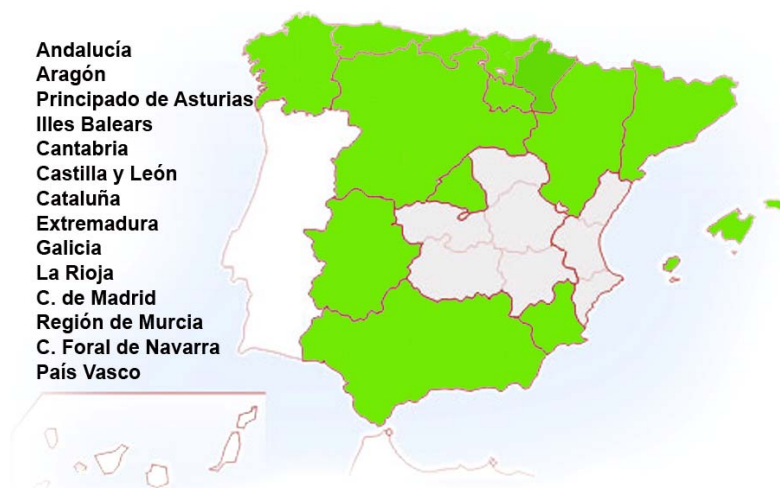 Andalucía
Aragón
Principado de Asturias
Illes Balears
Cantabria
Castilla y León
Cataluña
Extremadura
Galicia
La Rioja
C. de Madrid
Región de Murcia
C. Foral de Navarra
País Vasco